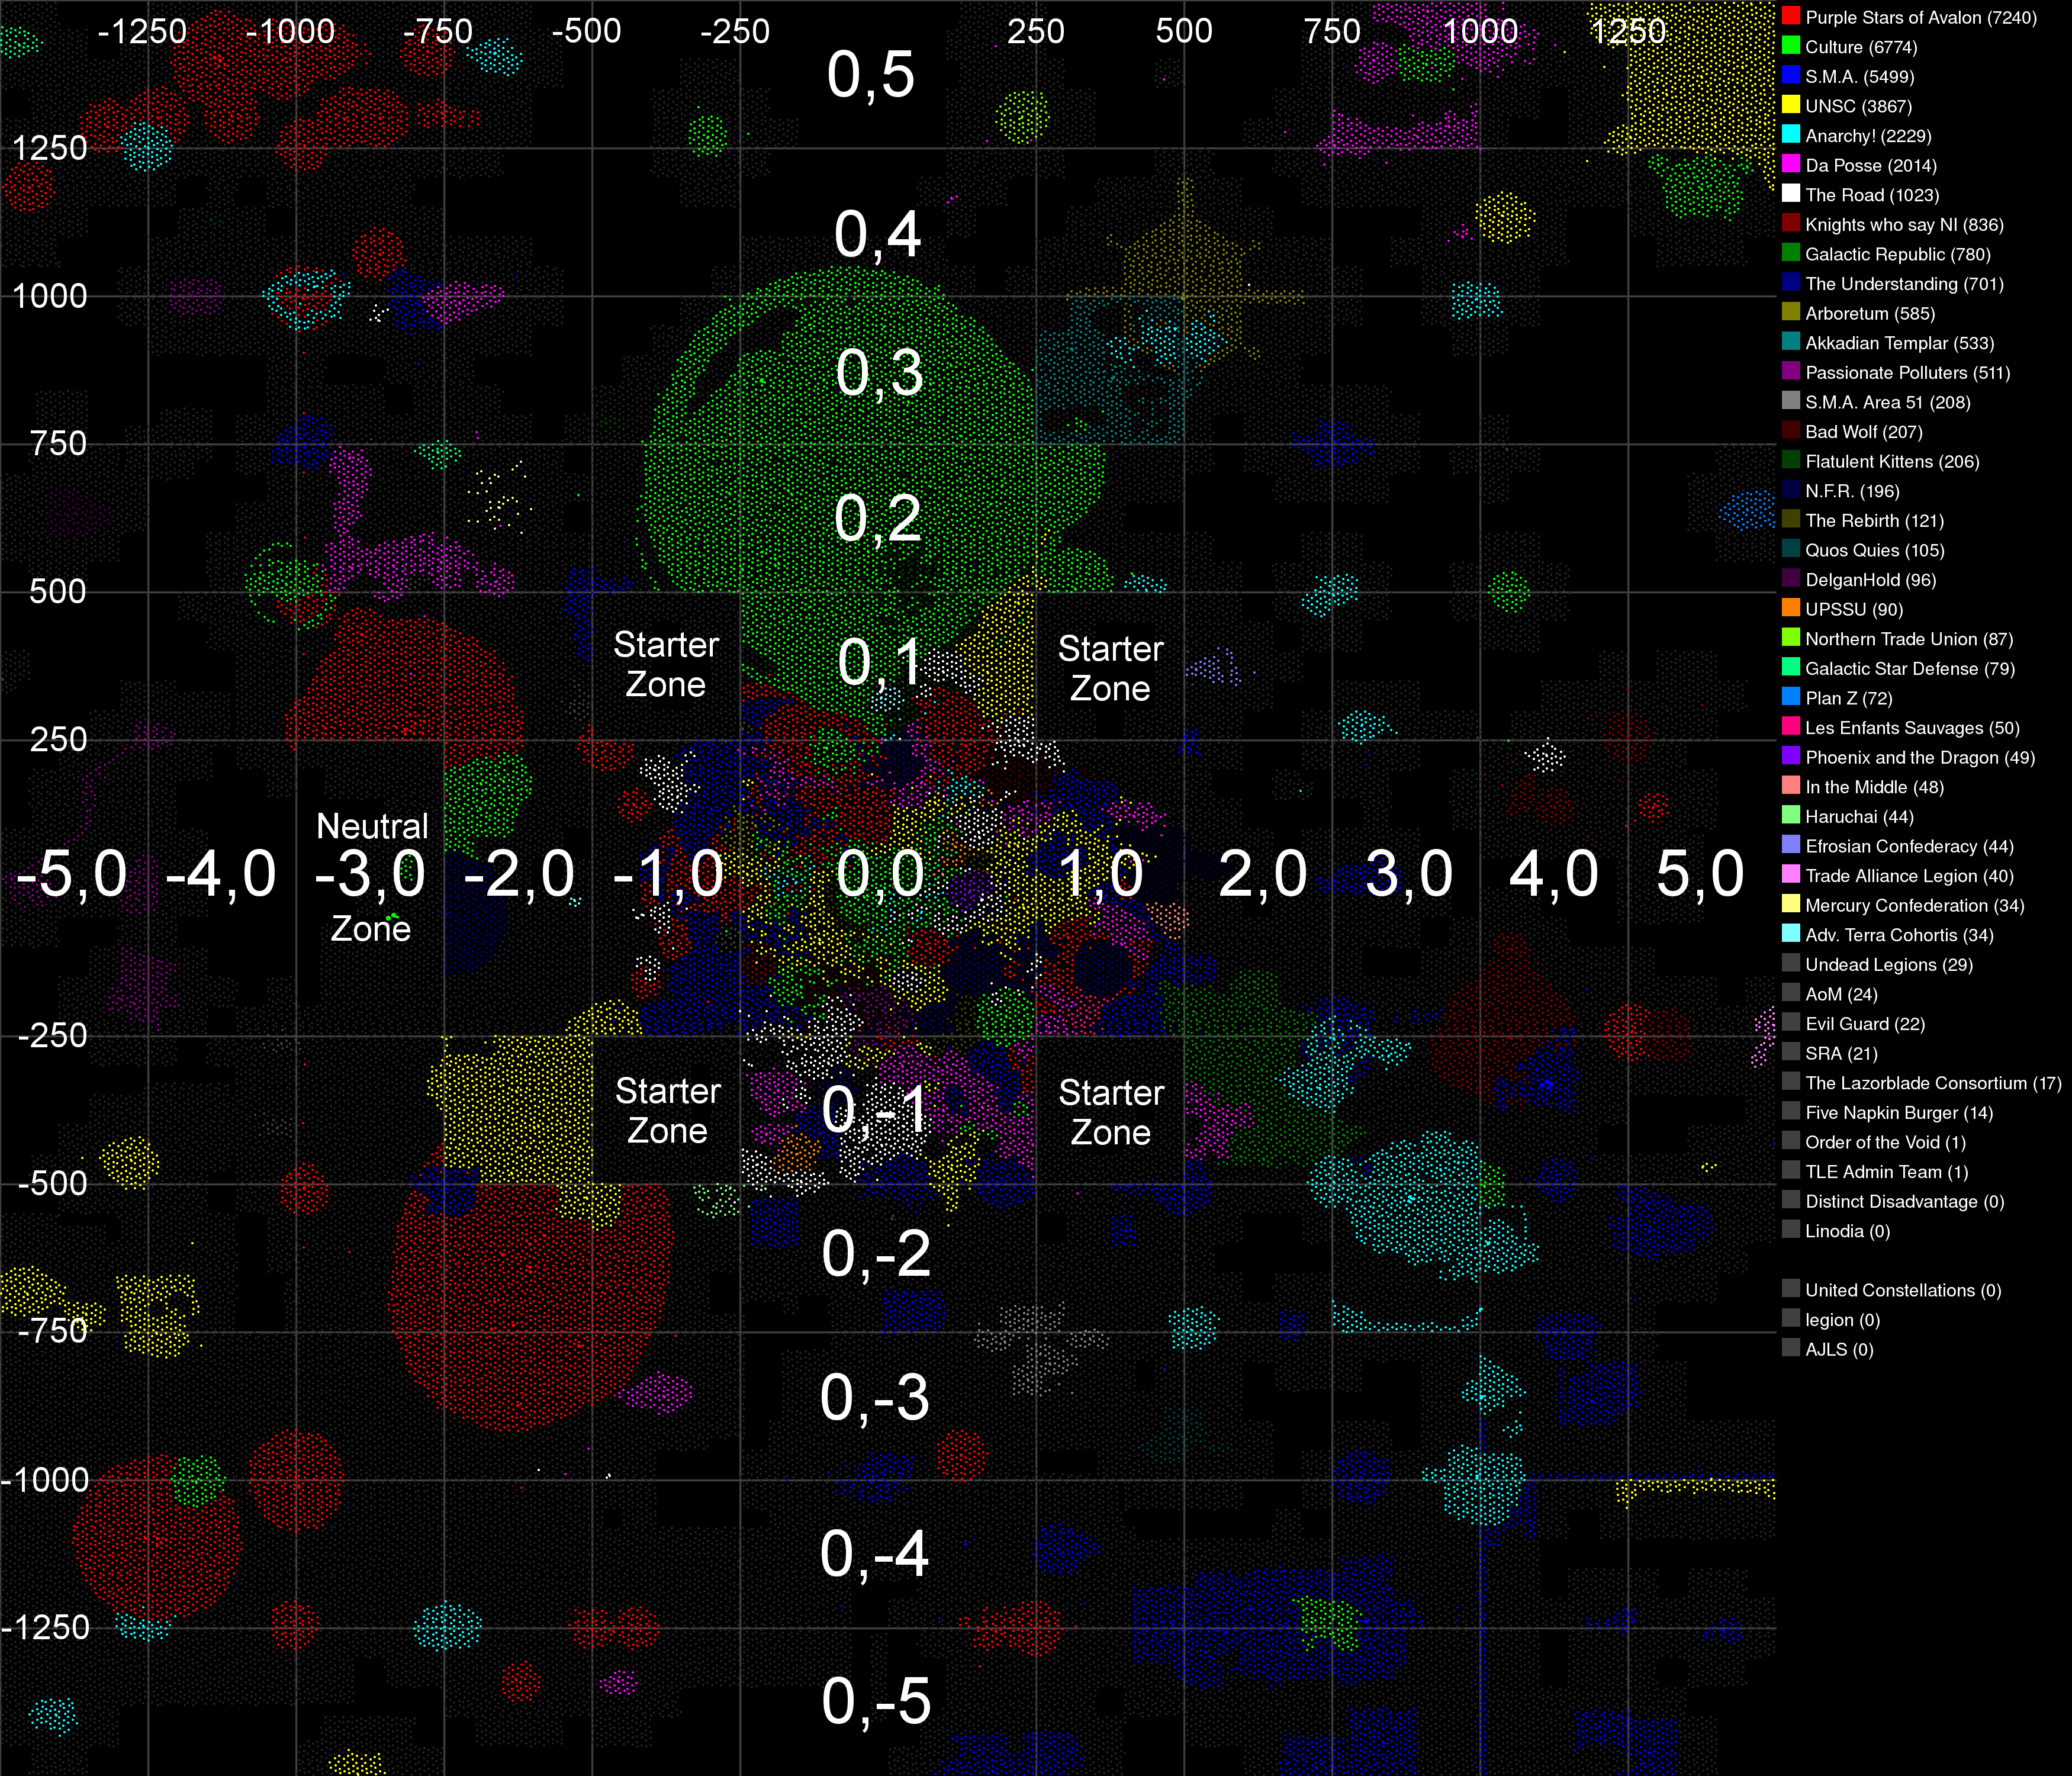 -1250 -1000 -750 -500 -250 250 500 750 1000 1250
0,5
1250
0,4
1000
0,3
750
0,2
500
Starter
Zone
0,1
Starter
Zone
250
Neutral
-5,0 -4,0 -3,0 -2,0 -1,0 0,0 1,0 2,0 3,0 4,0 5,0
Zone
-250
Starter
Zone
0,-1
Starter
Zone
-500
0,-2
-750
0,-3
-1000
0,-4
-1250
0,-5
Purple Stars of Avalon (7240)
Culture (6774)
S.M.A. (5499)
UNSC (3867)
Anarchy! (2229)
Da Posse (2014)
The Road (1023)
Knights who say NI (836)
Galactic Republic (780)
The Understanding (701)
Arboretum (585)
Akkadian Templar (533)
Passionate Polluters (511)
S.M.A. Area 51 (208)
Bad Wolf (207)
Flatulent Kittens (206)
N.F.R. (196)
The Rebirth (121)
Quos Quies (105)
DelganHold (96)
UPSSU (90)
Northern Trade Union (87)
Galactic Star Defense (79)
Plan Z (72)
Les Enfants Sauvages (50)
Phoenix and the Dragon (49)
In the Middle (48)
Haruchai (44)
Efrosian Confederacy (44)
Trade Alliance Legion (40)
Mercury Confederation (34)
Adv. Terra Cohortis (34)
Undead Legions (29)
AoM (24)
Evil Guard (22)
SRA (21)
The Lazorblade Consortium (17)
Five Napkin Burger (14)
Order of the Void (1)
TLE Admin Team (1)
Distinct Disadvantage (0)
Linodia (0)
United Constellations (0)
legion (0)
AJLS (0)